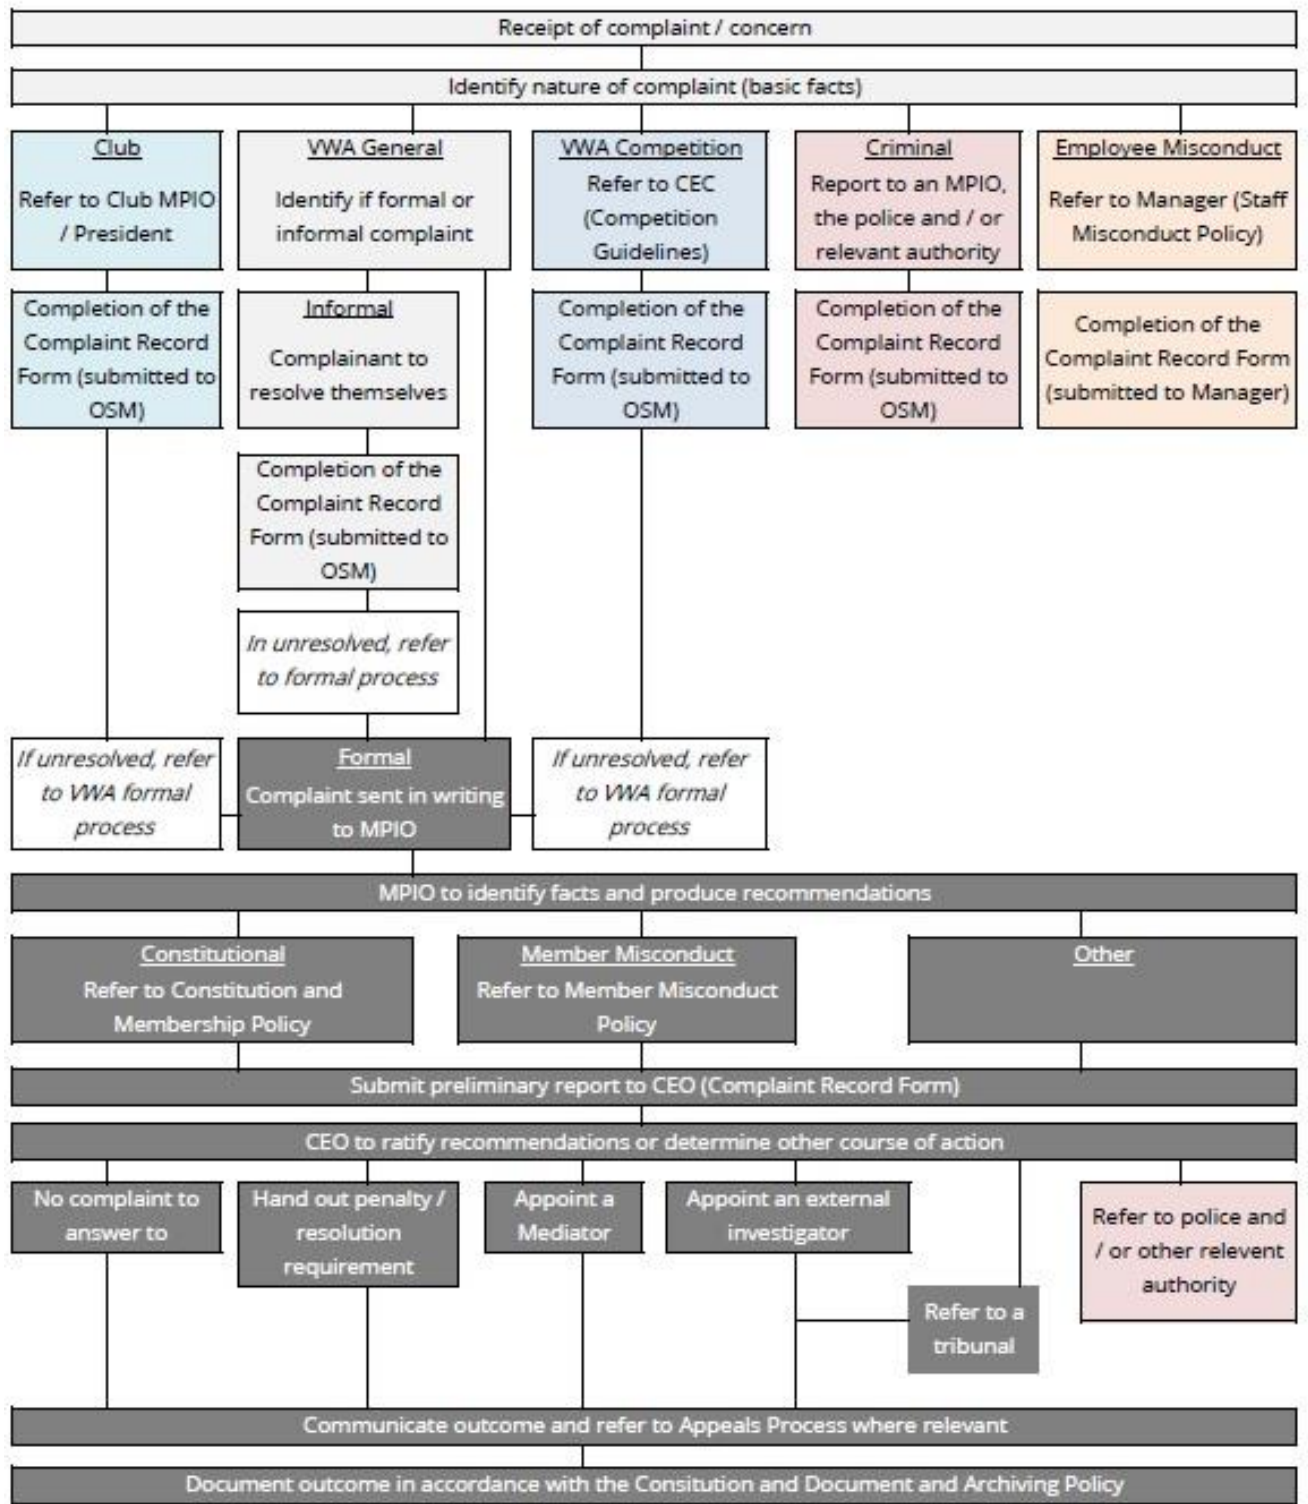 Receipt of complaint / concern
Identify nature of complaint (basic facts)
Club
Refer to Club MPIO
/ President
VWA General
Identify if formal or
informal complaint
VWA Competition
Refer to CEC
(Competition
Guidelines)
Criminal
Report to an MPIO,
the police and / or
relevant authority
Employee Misconduct
Refer to Manager (Staff
Misconduct Policy)
Completion of the
Complaint Record
Form (submitted to
OSM)
Informal
Complainant to
resolve themselves
Completion of the
Complaint Record
Form (submitted to
OSM)
Completion of the
Complaint Record
Form (submitted to
OSM)
Completion of the
Complaint Record Form
(submitted to Manager)
Completion of the
Complaint Record
Form (submitted to
OSM)
In unresolved, refer
to formal process
If unresolved, refer
to VWA formal
process
Formal
Complaint sent in writing
to MPIO
If unresolved, refer
to VWA formal
process
MPIO to identify facts and produce recommendations
Constitutional
Refer to Constitution and
Membership Policy
Member Misconduct
Refer to Member Misconduct
Policy
Other
Submit preliminary report to CEO (Complaint Record Form)
CEO to ratify recommendations or determine other course of action
No complaint to
answer to
Hand out penalty /
resolution
requirement
Appoint a
Mediator
Appoint an external
investigator
Refer to a
tribunal
Refer to police and
/ or other relevent
authority
Communicate outcome and refer to Appeals Process where relevant
Document outcome in accordance with the Consitution and Document and Archiving Policy